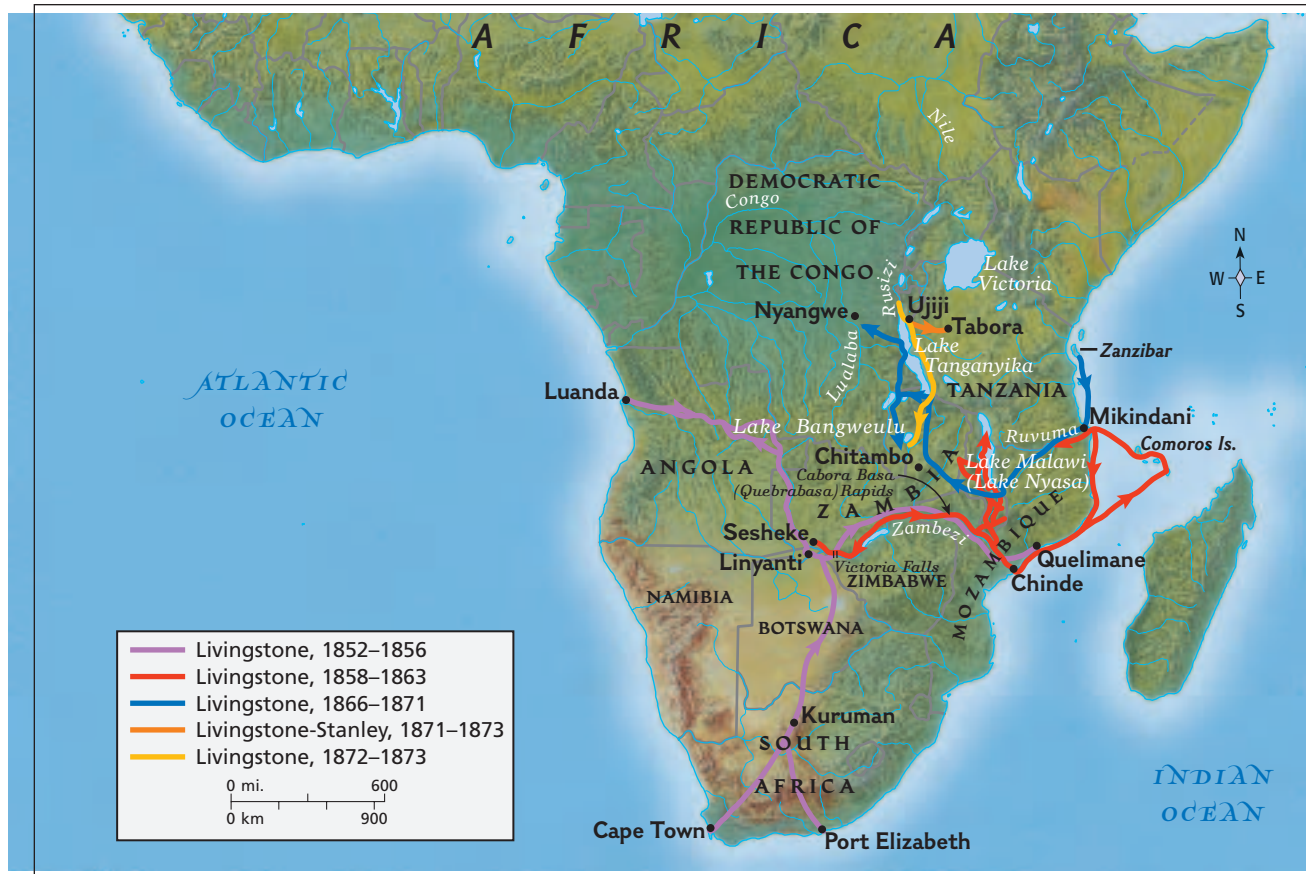 A F R I C A
Nile
DEMOCRATIC
Congo
REPUBLIC OF
THE CONGO
Rusizi
Lake
Victoria
N
W E
S
Nyangwe
Ujiji
Tabora
Lualaba
Lake
Tanganyika
Zanzibar
TANZANIA
ATLANTIC
OCEAN
Luanda
Lake Bangweulu
Mikindani
Ruvuma
Comoros Is.
ANGOLA
Chitambo
Lake Malawi
(Lake Nyasa)
Cabora Basa
(Quebrabasa) Rapids
ZAMBIA
Zambezi
MOZAMBIQUE
Sesheke
Linyanti
Victoria Falls
ZIMBABWE
Quelimane
Chinde
NAMIBIA
BOTSWANA
Livingstone, 1852–1856
Livingstone, 1858–1863
Livingstone, 1866–1871
Livingstone-Stanley, 1871–1873
Livingstone, 1872–1873
0 mi. 600
0 km 900
Kuruman
SOUTH
AFRICA
Cape Town
Port Elizabeth
INDIAN
OCEAN